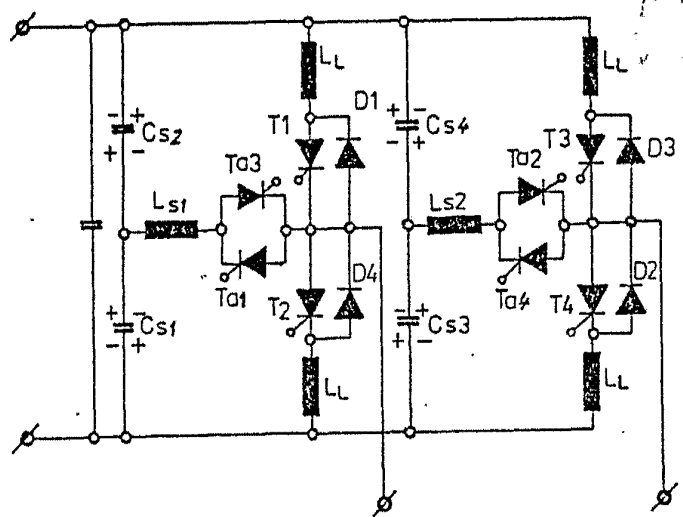 LL
LL
D1
T1
Cs2
Ta3
Cs4
Ta2
T3
D3
Ls1
Ls2
Ta1
T2
D4
Ta4
T4
D2
Cs1
Cs3
LL
LL